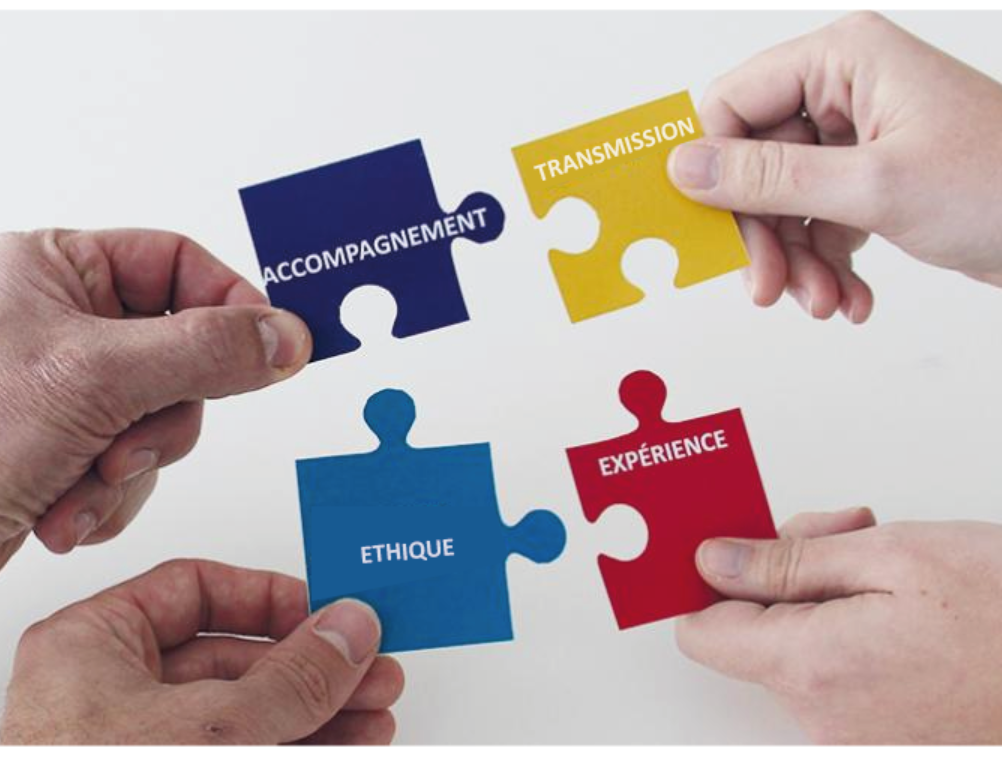 TRANSMISSION
ACCOMPAGNEMENT
EXPÉRIENCE
ETHIQUE